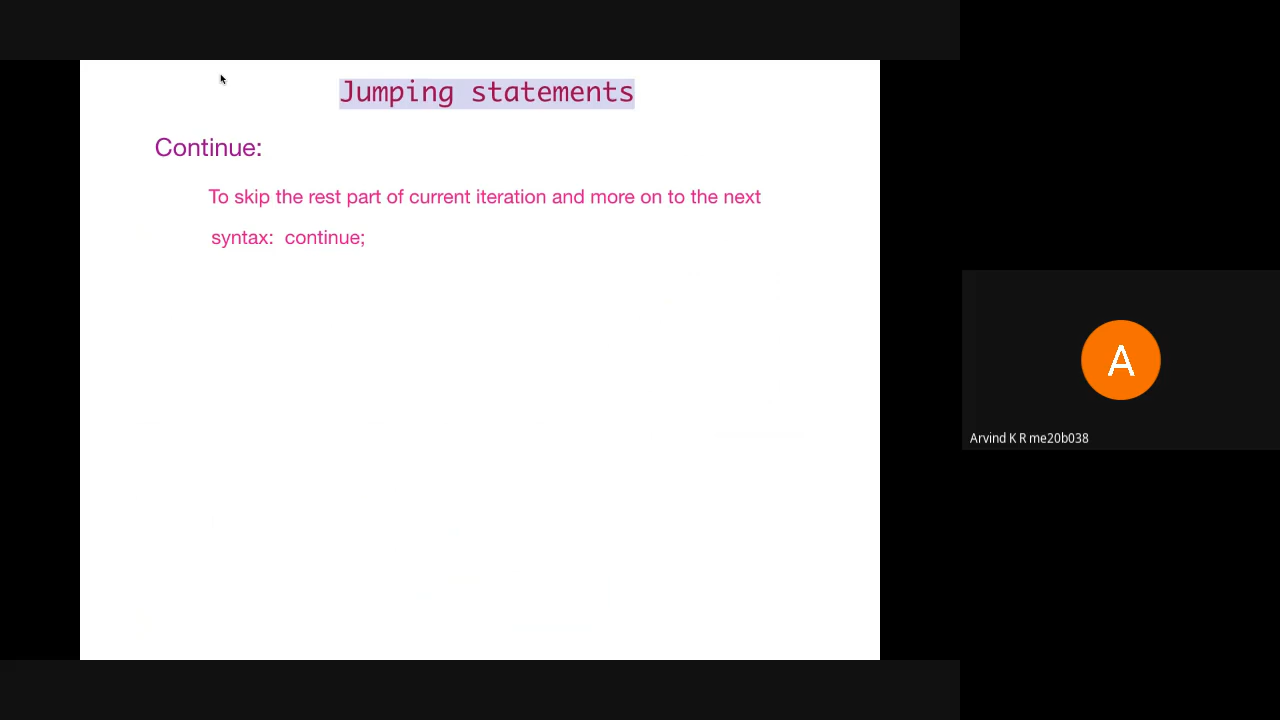 Jumping statements
Continue:
To skip the rest part of current iteration and more on to the next
syntax: continue;
A
Arvind K R me20b038